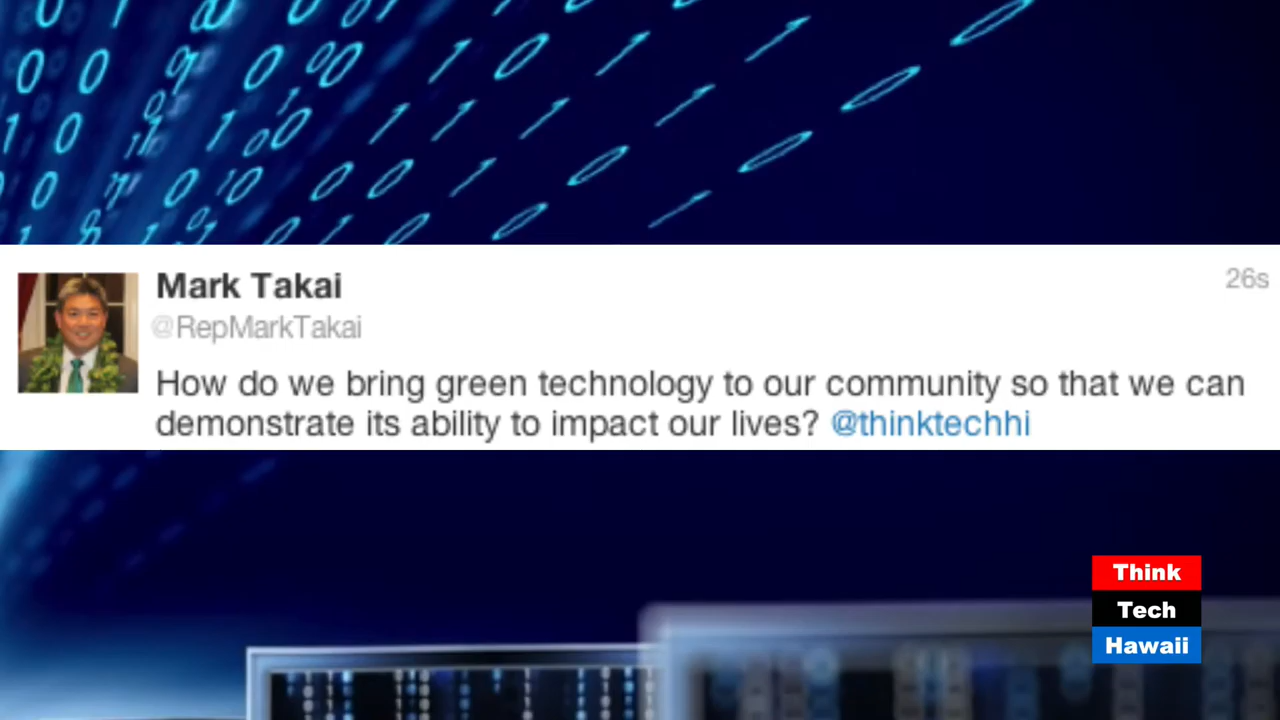 Mark Takai
26s
@RepMarkTakai
How do we bring green technology to our community so that we can
demonstrate its ability to impact our lives? @thinktechhi
Think
Tech
Hawaii